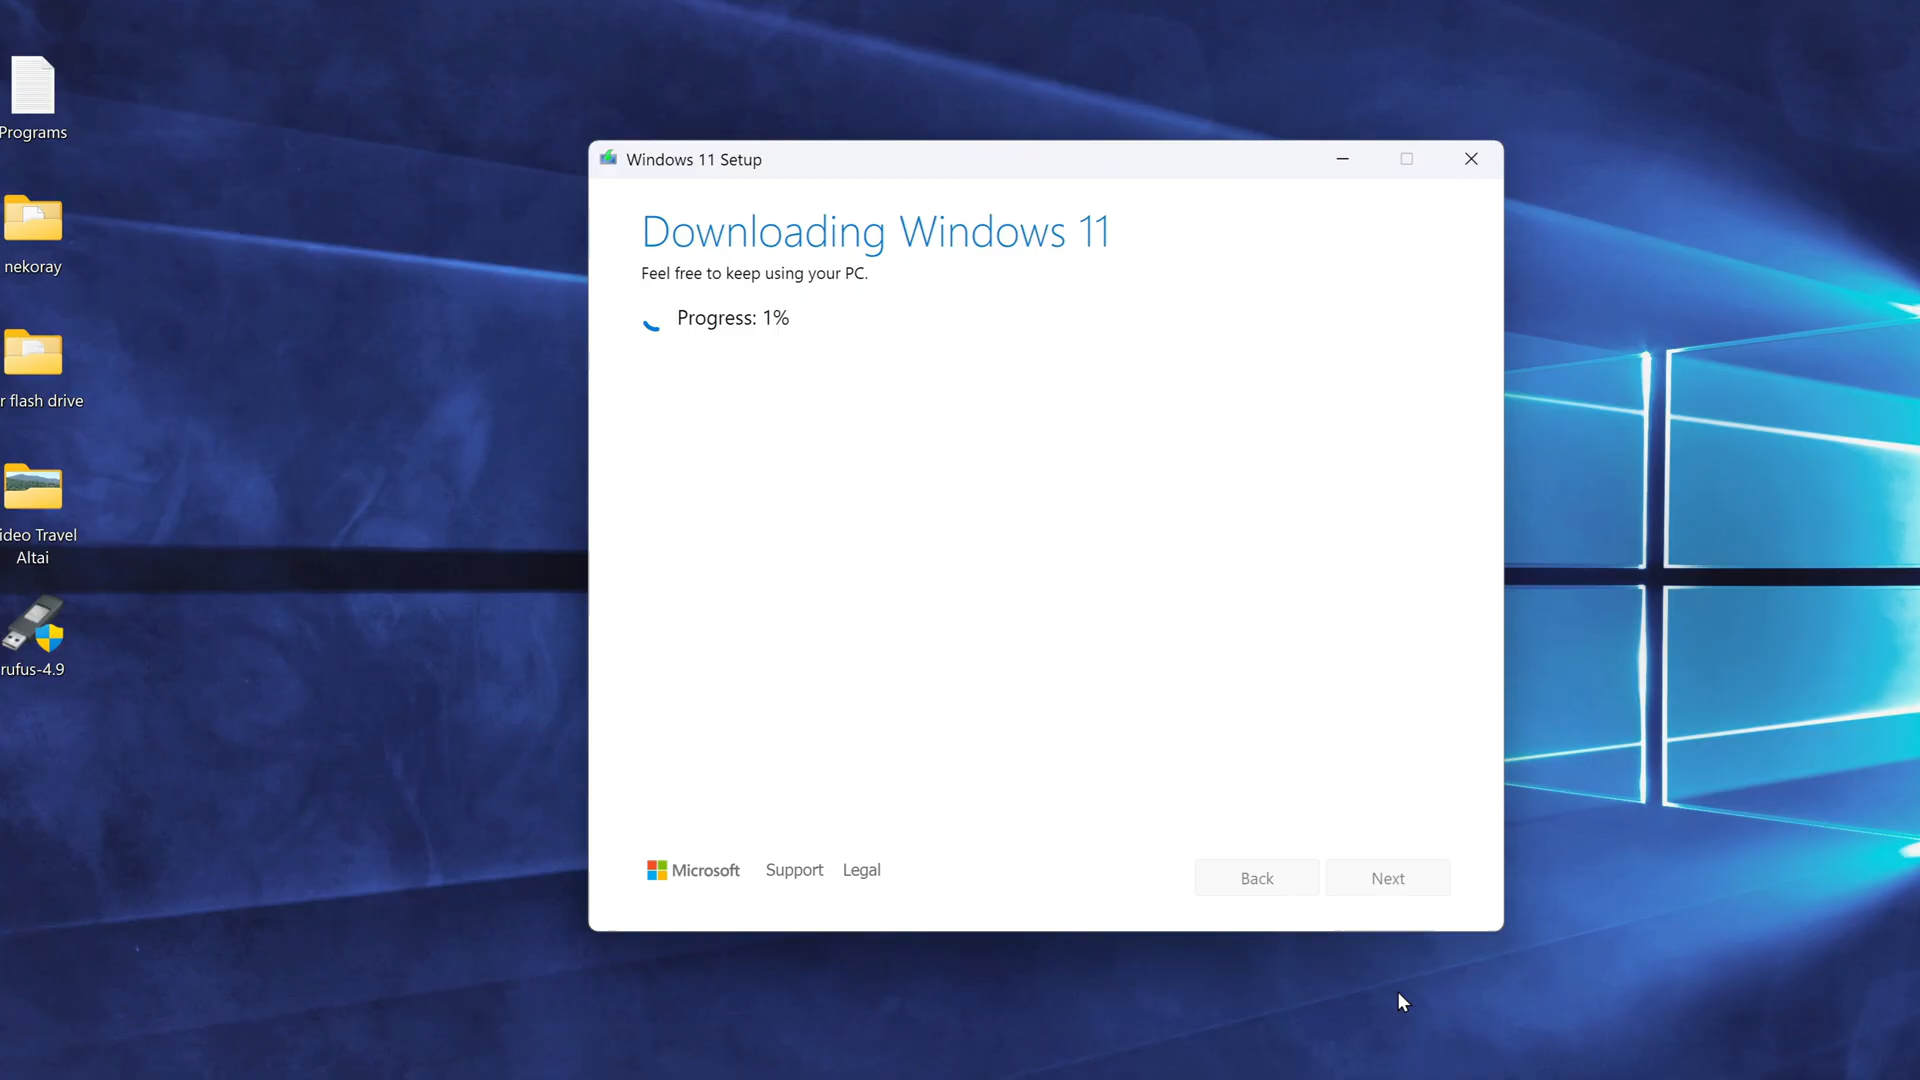 Programs
nekoray
r flash drive
ideo Travel
Altai
rufus-4.9
Windows 11 Setup
Downloading Windows 11
Feel free to keep using your PC.
Progress: 1%
Microsoft Support Legal
Back Next